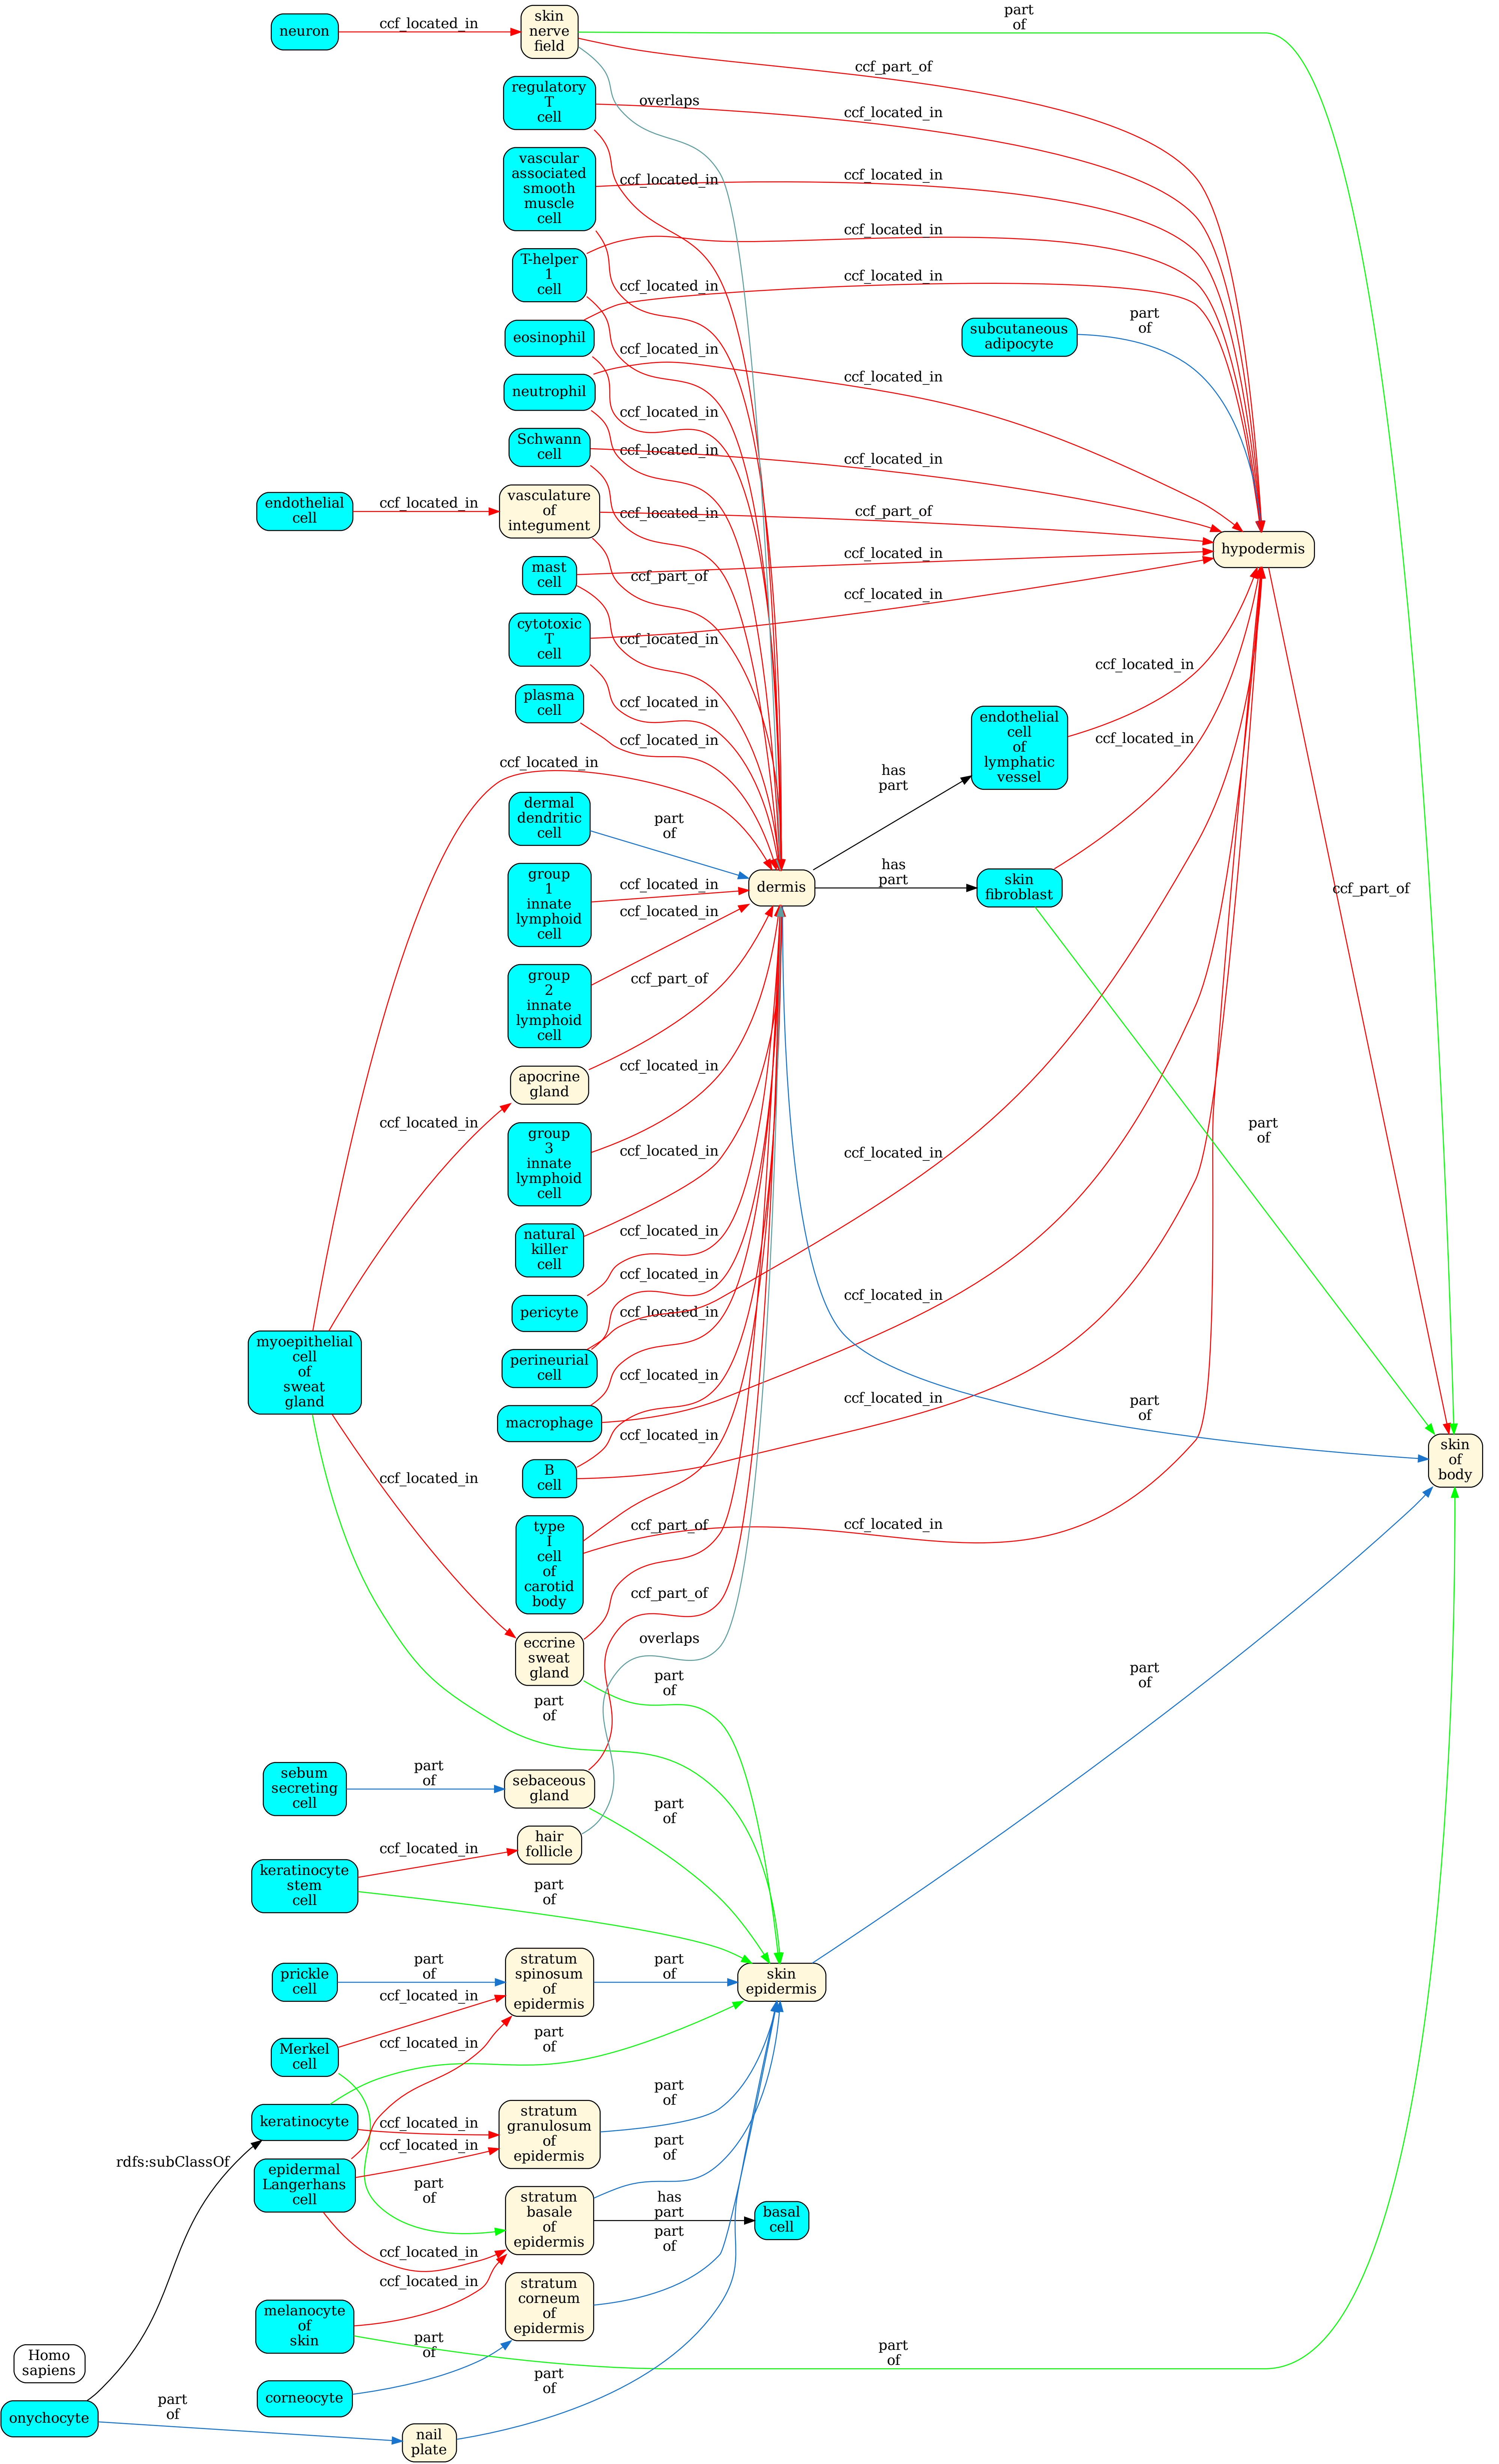 part
of
skin
nerve
field
neuron
ccf_located_in
ccf_part_of
overlaps
regulatory
T
cell
ccf_located_in
vascular
associated
smooth
muscle
cell
ccf_located_in
ccf_located_in
T-helper
1
cell
ccf_located_in
ccf_located_in
eosinophil
ccf_located_in
ccf_located_in
subcutaneous
adipocyte
part
of
neutrophil
ccf_located_in
ccf_located_in
Schwann
cell
ccf_located_in
ccf_located_in
endothelial
cell
ccf_located_in
vasculature
of
integument
ccf_located_in
ccf_part_of
hypodermis
mast
cell
ccf_located_in
ccf_part_of
cytotoxic
T
cell
ccf_located_in
ccf_located_in
plasma
cell
ccf_located_in
ccf_located_in
ccf_located_in
ccf_located_in
endothelial
cell
of
lymphatic
vessel
ccf_located_in
has
part
dermal
dendritic
cell
part
of
group
1
innate
lymphoid
cell
ccf_located_in
dermis
has
part
skin
fibroblast
ccf_part_of
ccf_located_in
group
2
innate
lymphoid
cell
ccf_part_of
apocrine
gland
ccf_located_in
ccf_located_in
group
3
innate
lymphoid
cell
ccf_located_in
ccf_located_in
part
of
natural
killer
cell
ccf_located_in
pericyte
ccf_located_in
ccf_located_in
ccf_located_in
myoepithelial
cell
of
sweat
gland
perineurial
cell
ccf_located_in
macrophage
ccf_located_in
ccf_located_in
part
of
skin
of
body
B
cell
ccf_located_in
type
I
cell
of
carotid
body
ccf_part_of
ccf_located_in
ccf_part_of
eccrine
sweat
gland
overlaps
part
of
part
of
part
of
sebum
secreting
cell
part
of
sebaceous
gland
part
of
hair
follicle
ccf_located_in
keratinocyte
stem
cell
part
of
prickle
cell
part
of
stratum
spinosum
of
epidermis
part
of
skin
epidermis
ccf_located_in
Merkel
cell
ccf_located_in
part
of
keratinocyte
ccf_located_in
stratum
granulosum
of
epidermis
part
of
rdfs:subClassOf
ccf_located_in
epidermal
Langerhans
cell
part
of
part
of
stratum
basale
of
epidermis
has
part
basal
cell
part
of
ccf_located_in
ccf_located_in
melanocyte
of
skin
stratum
corneum
of
epidermis
part
of
part
of
Homo
sapiens
corneocyte
part
of
onychocyte
part
of
nail
plate